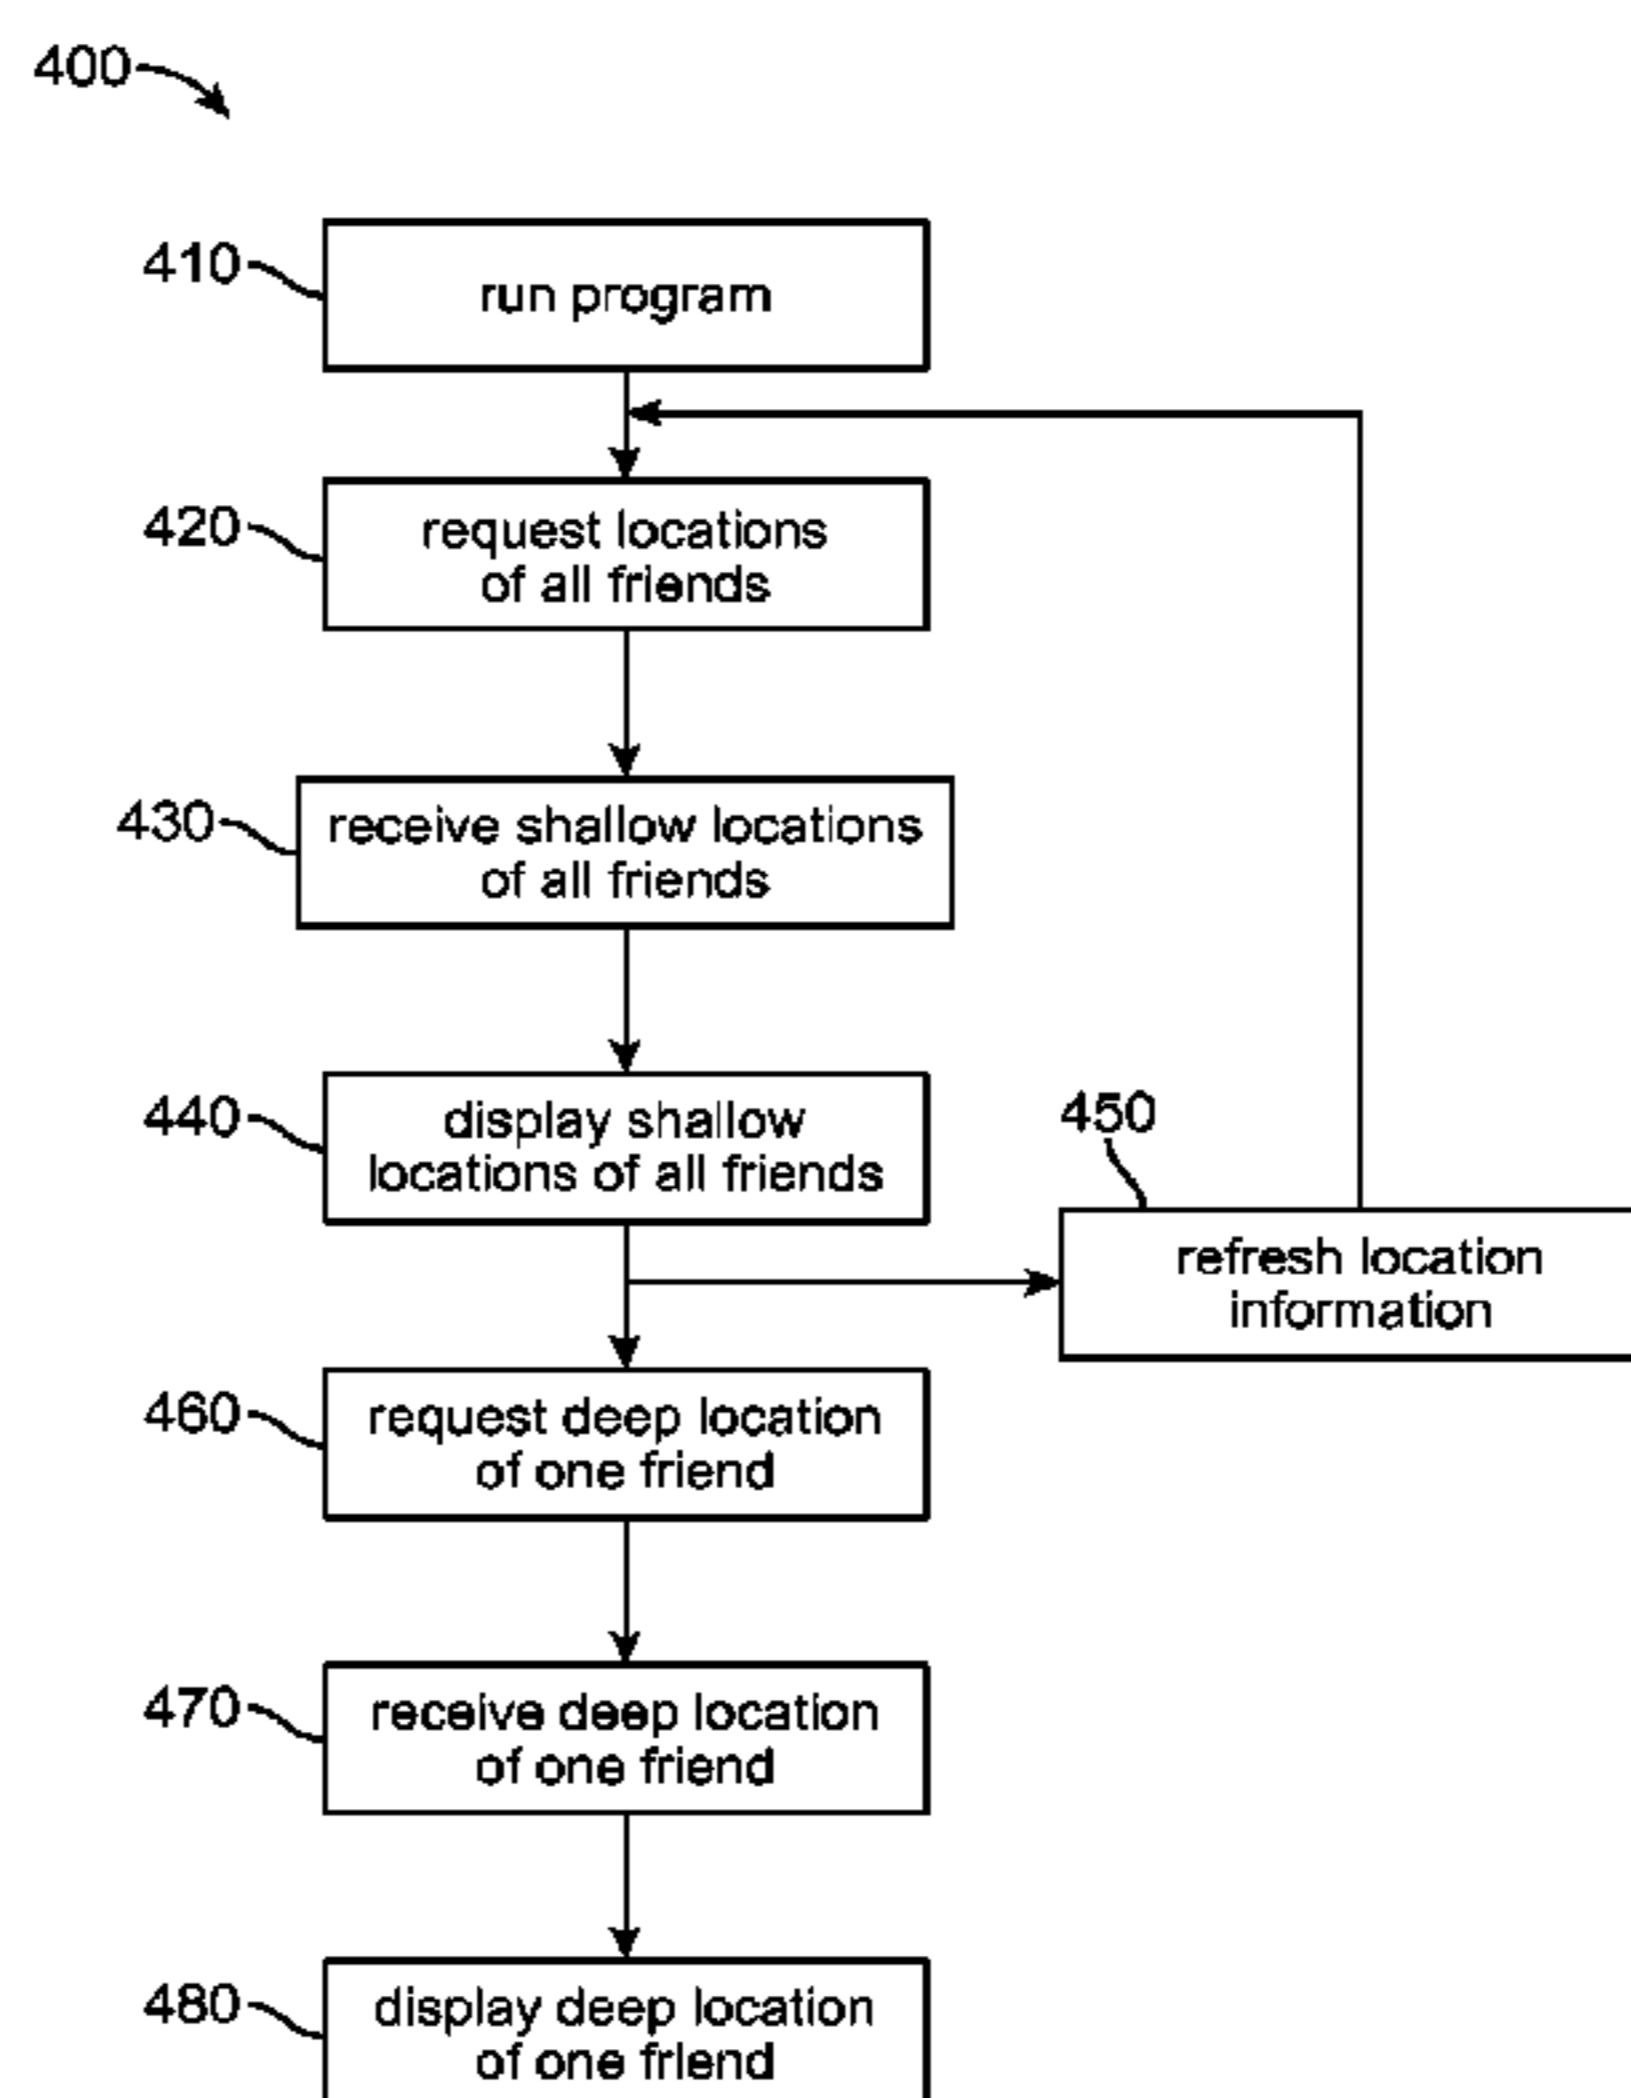 400
410
run program
420
request locations
of all friends
430
receive shallow locations
of all friends
440
display shallow
locations of all friends
450
refresh location
information
460
request deep location
of one friend
470
receive deep location
of one friend
480
display deep location
of one friend